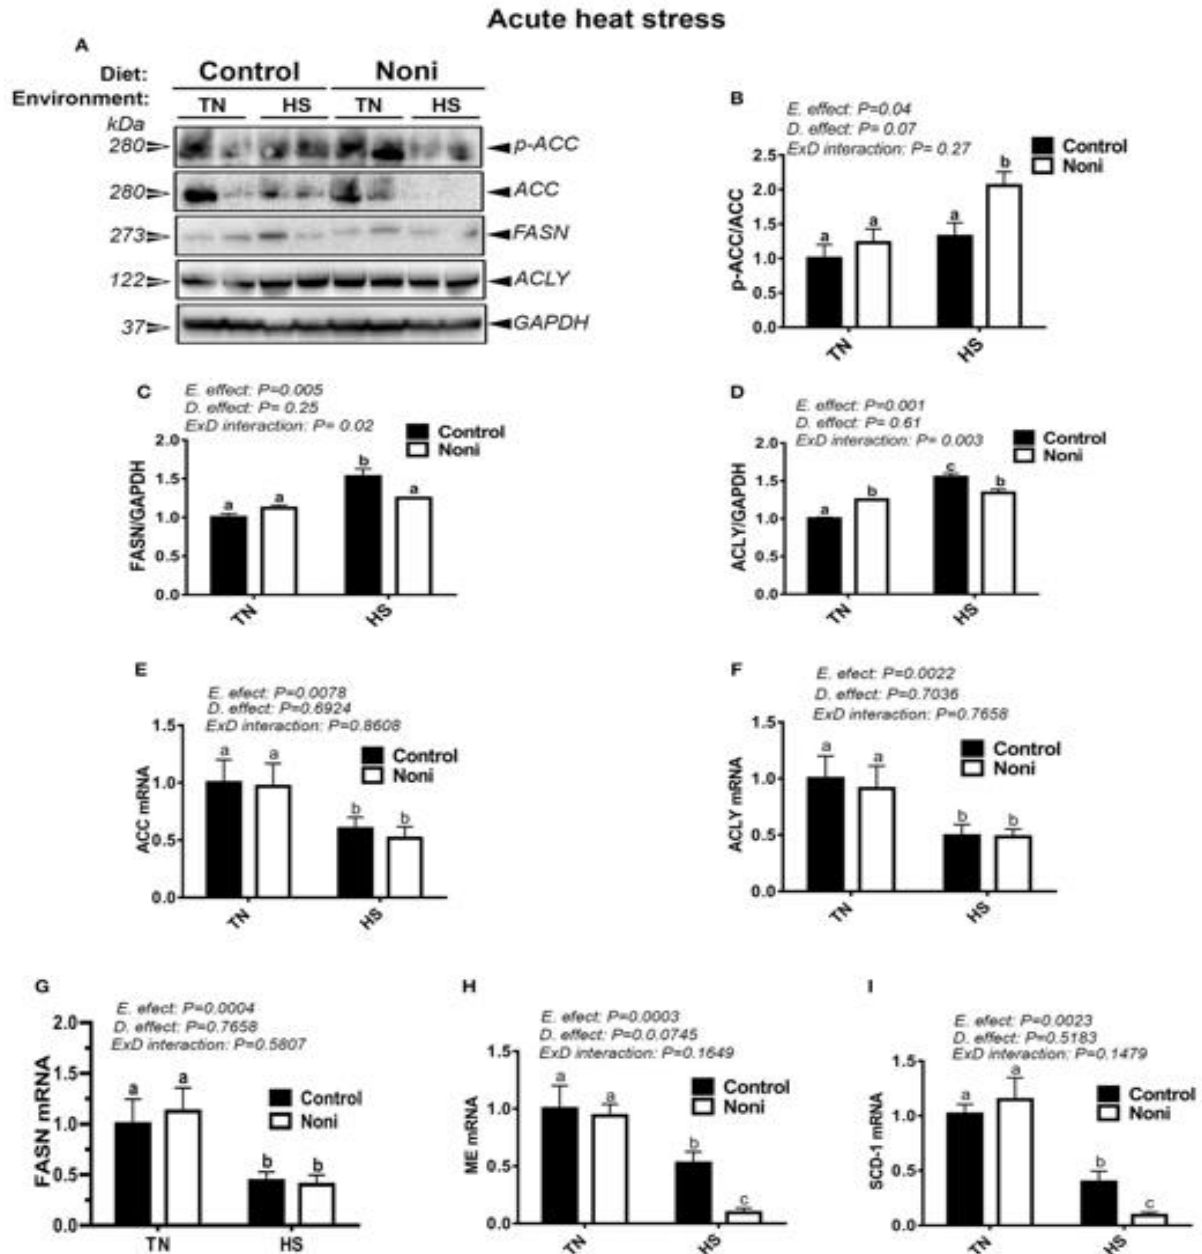 Acute heat stress
A
Diet: Control Noni
Environment: TN HS TN HS
kDa
280 p-ACC
280 ACC
273 FASN
122 ACLY
37 GAPDH
B
E. effect: P=0.04
D. effect: P= 0.07
ExD interaction: P= 0.27
Control
Noni
p-ACC/ACC
2.5
2.0
1.5
1.0
0.5
0.0
a
a
a
b
TN
HS
C
E. effect: P=0.005
D. effect: P= 0.25
ExD interaction: P= 0.02
Control
Noni
FASN/GAPDH
2.0
1.5
1.0
0.5
0.0
a
a
b
a
TN
HS
D
E. effect: P=0.001
D. effect: P= 0.61
ExD interaction: P= 0.003
Control
Noni
ACLY/GAPDH
2.0
1.5
1.0
0.5
0.0
a
b
c
b
TN
HS
E
E. efect: P=0.0078
D. effect: P=0.6924
ExD interaction: P=0.8608
Control
Noni
ACC mRNA
1.5
1.0
0.5
0.0
a
a
b
b
TN
HS
F
E. efect: P=0.0022
D. effect: P=0.7036
ExD interaction: P=0.7658
Control
Noni
ACLY mRNA
1.5
1.0
0.5
0.0
a
a
b
b
TN
HS
G
E. efect: P=0.0004
D. effect: P=0.7658
ExD interaction: P=0.5807
Control
Noni
FASN mRNA
2.0
1.5
1.0
0.5
0.0
a
a
b
b
TN
HS
H
E. efect: P=0.0003
D. effect: P=0.0.0745
ExD interaction: P=0.1649
Control
Noni
ME mRNA
1.5
1.0
0.5
0.0
a
a
b
c
TN
HS
I
E. efect: P=0.0023
D. effect: P=0.5183
ExD interaction: P=0.1479
Control
Noni
SCD-1 mRNA
1.5
1.0
0.5
0.0
a
a
b
c
TN
HS